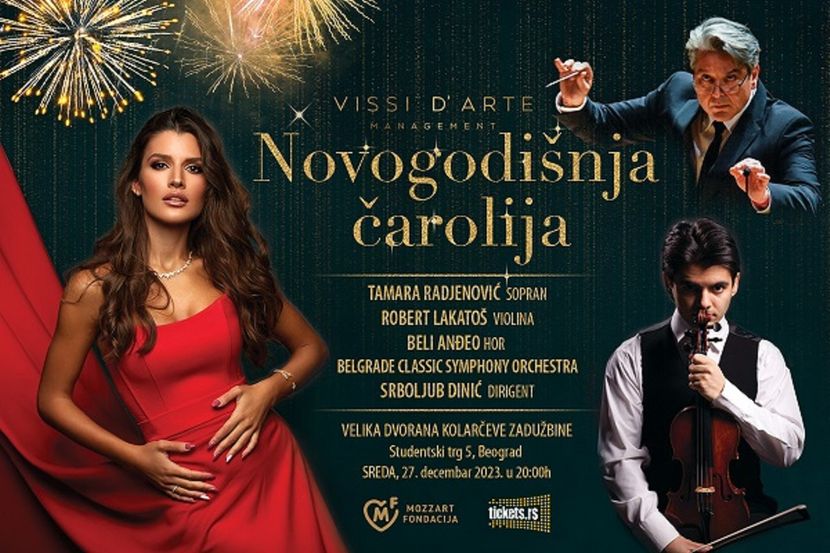 VISSI D'ARTE
MANAGEMENT
Novogodišnja
čarolija
TAMARA RADJENOVIĆ SOPRAN
ROBERT LAKATOŠ VIOLINA
BELI ANĐEO HOR
BELGRADE CLASSIC SYMPHONY ORCHESTRA
SRBOLJUB DINIĆ DIRIGENT
VELIKA DVORANA KOLARČEVE ZADUŽBINE
Studentski trg 5, Beograd
SREDA, 27. decembar 2023. u 20:00h
MF
MOZZART
FONDACIJA
tickets.rs